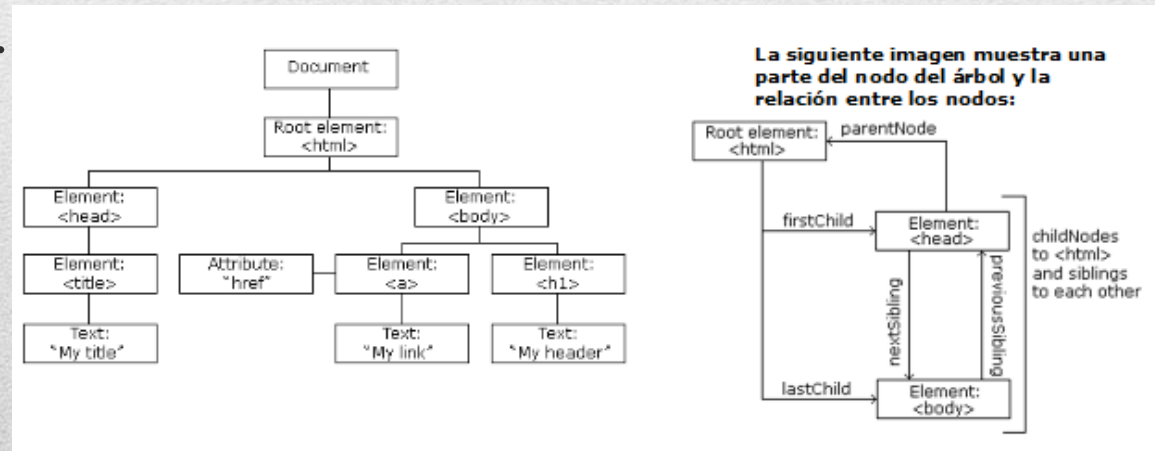 Document
Root element:
<html>
Element:
<head>
Element:
<body>
Element:
<title>
Attribute:
"href"
Element:
<a>
Element:
<h1>
Text:
"My title"
Text:
"My link"
Text:
"My header"
La siguiente imagen muestra una
parte del nodo del árbol y la
relación entre los nodos:
Root element:
<html>
parentNode
firstChild
Element:
<head>
childNodes
to <html>
and siblings
to each other
nextSibling
previousSibling
lastChild
Element:
<body>